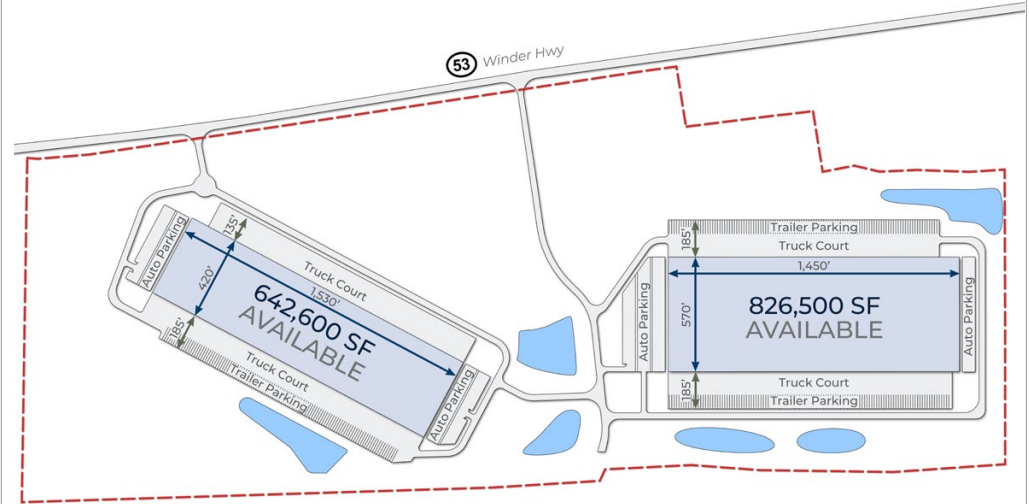 53 Winder Hwy
Auto Parking
135'
Truck Court
420'
1,530'
642,600 SF
AVAILABLE
185'
Truck Court
Trailer Parking
Auto Parking
Trailer Parking
185'
Truck Court
1,450'
Auto Parking
570'
826,500 SF
AVAILABLE
Auto Parking
185'
Truck Court
Trailer Parking